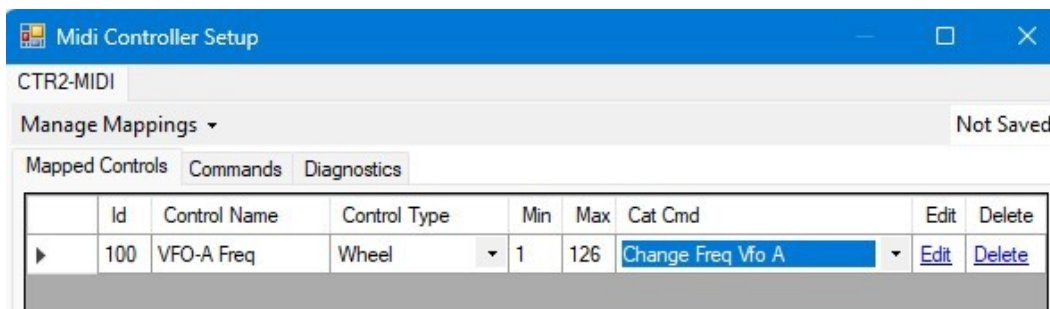 Midi Controller Setup
CTR2-MIDI
Manage Mappings Not Saved
Mapped Controls Commands Diagnostics
Id Control Name Control Type Min Max Cat Cmd Edit Delete
100 VFO-A Freq Wheel 1 126 Change Freq Vfo A Edit Delete